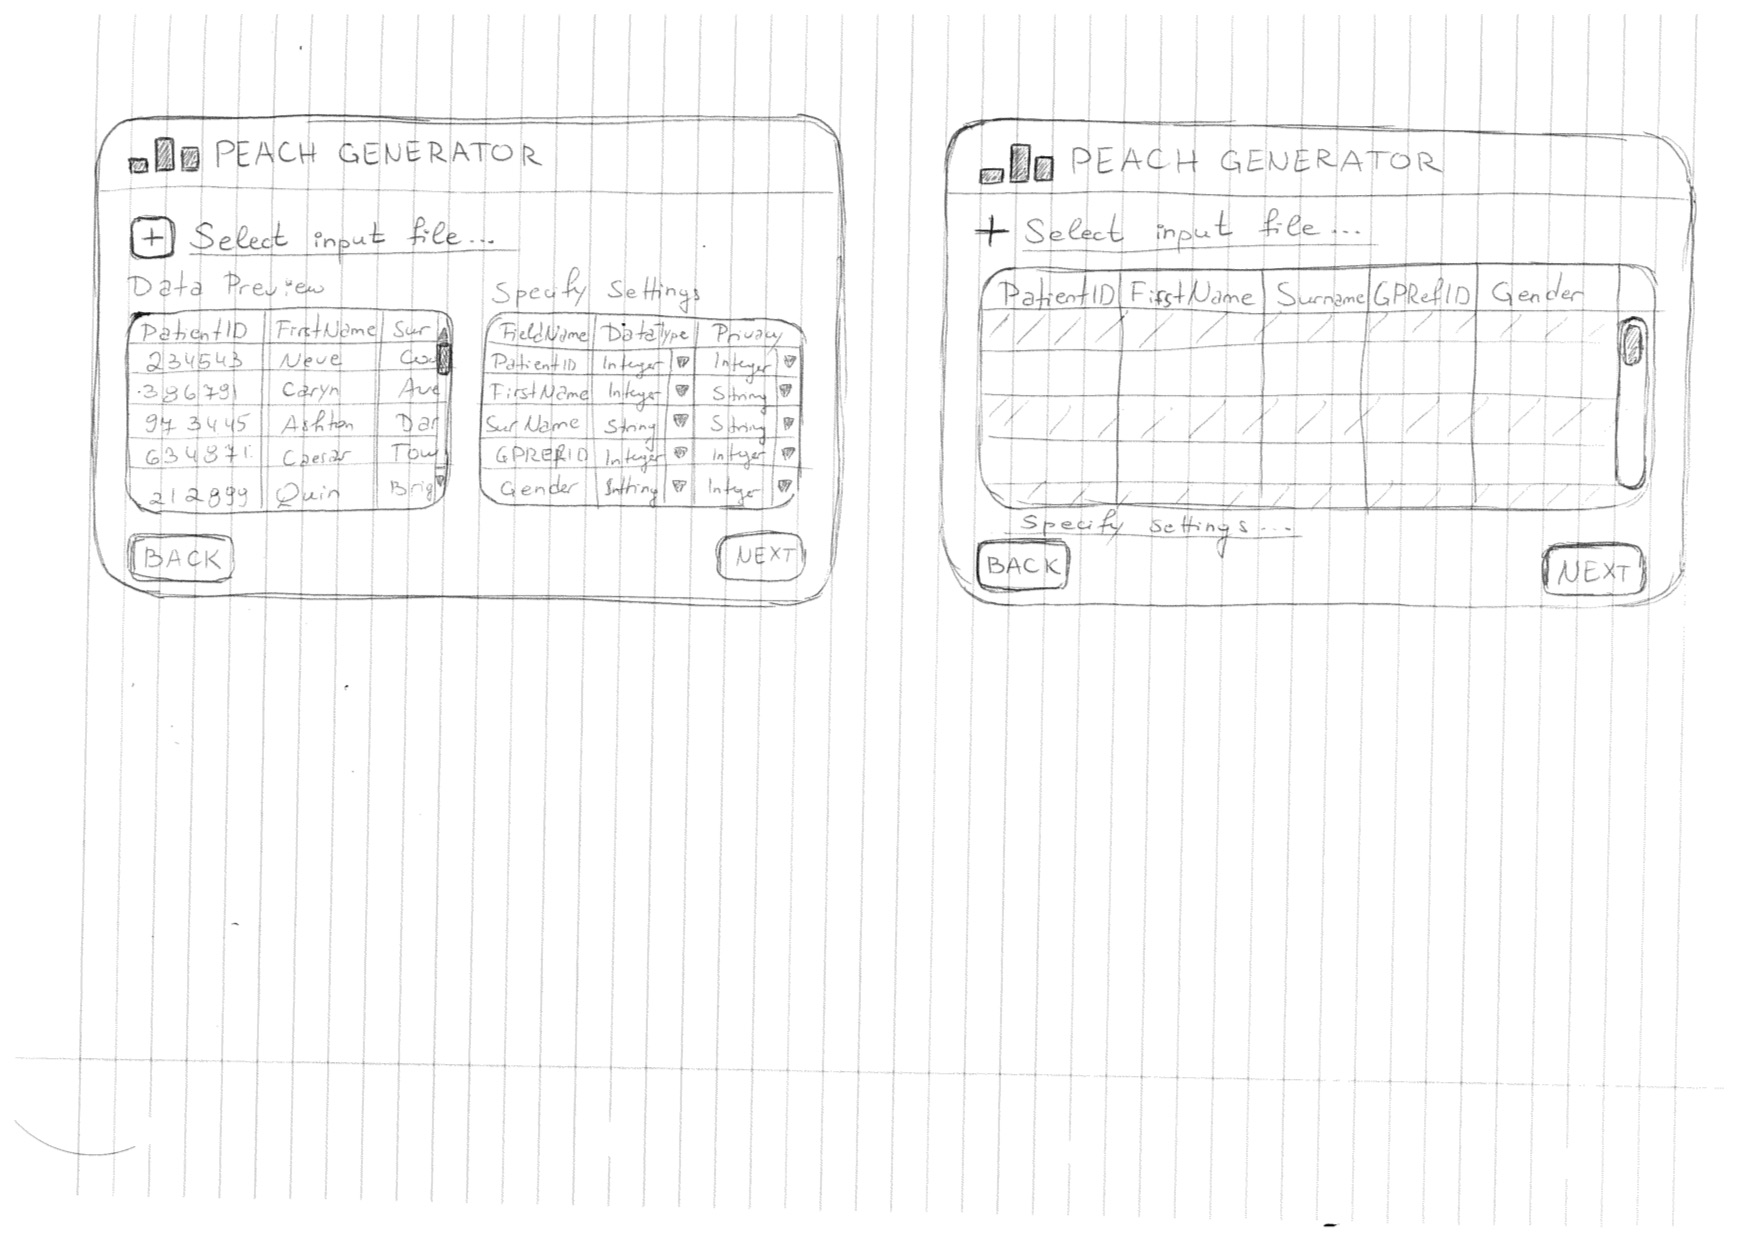 PEACH GENERATOR
+ Select input file...
Data Preview
PatientID FirstName Sur
234543 Neve
386791 Caryn Ave
973445 Ashton Dar
634871 Caesar Tow
212899 Quin Brig
Specify Settings
FieldName DataType Privacy
PatientID Integer Integer
FirstName Integer String
SurName String String
GPREFID Integer Integer
Gender Integer
BACK NEXT
PEACH GENERATOR
+ Select input file...
PatientID FirstName Surname GPRefID Gender
Specify settings...
BACK NEXT